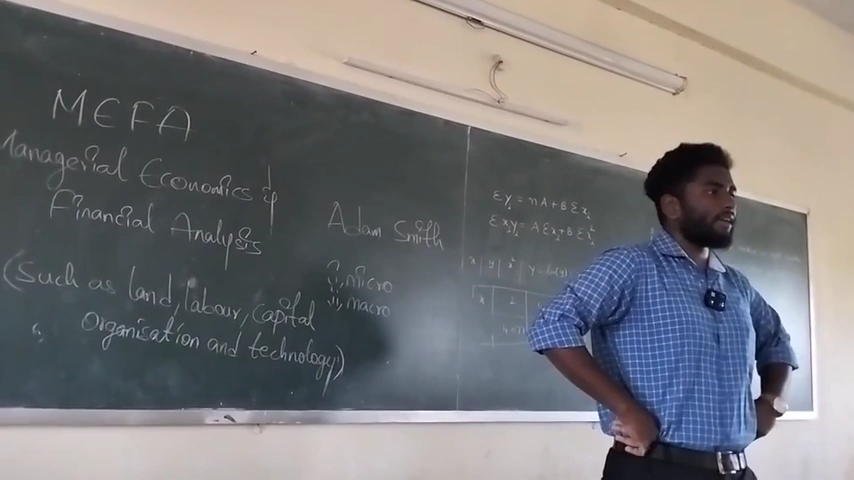 MEFA
Managerial Economics &
Financial Analysis
(Such as land, labour, capital
Organisation and, technology)
Adam Smith
i, micro
ii, macro
Σy = nA+BΣx
Σxy = AΣx+BΣx²
x y x²